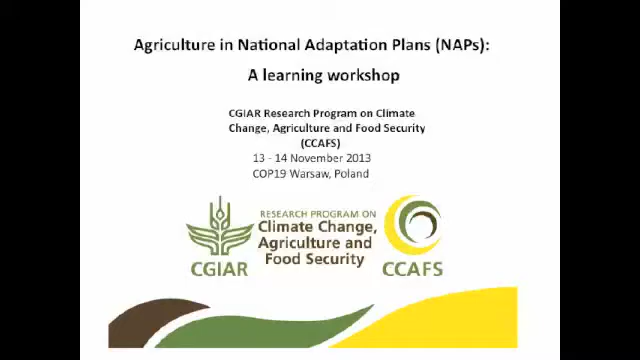 Agriculture in National Adaptation Plans (NAPs):
A learning workshop
CGIAR Research Program on Climate
Change, Agriculture and Food Security
(CCAFS)
13 - 14 November 2013
COP19 Warsaw, Poland
RESEARCH PROGRAM ON
Climate Change,
Agriculture and
Food Security
CGIAR
CCAFS